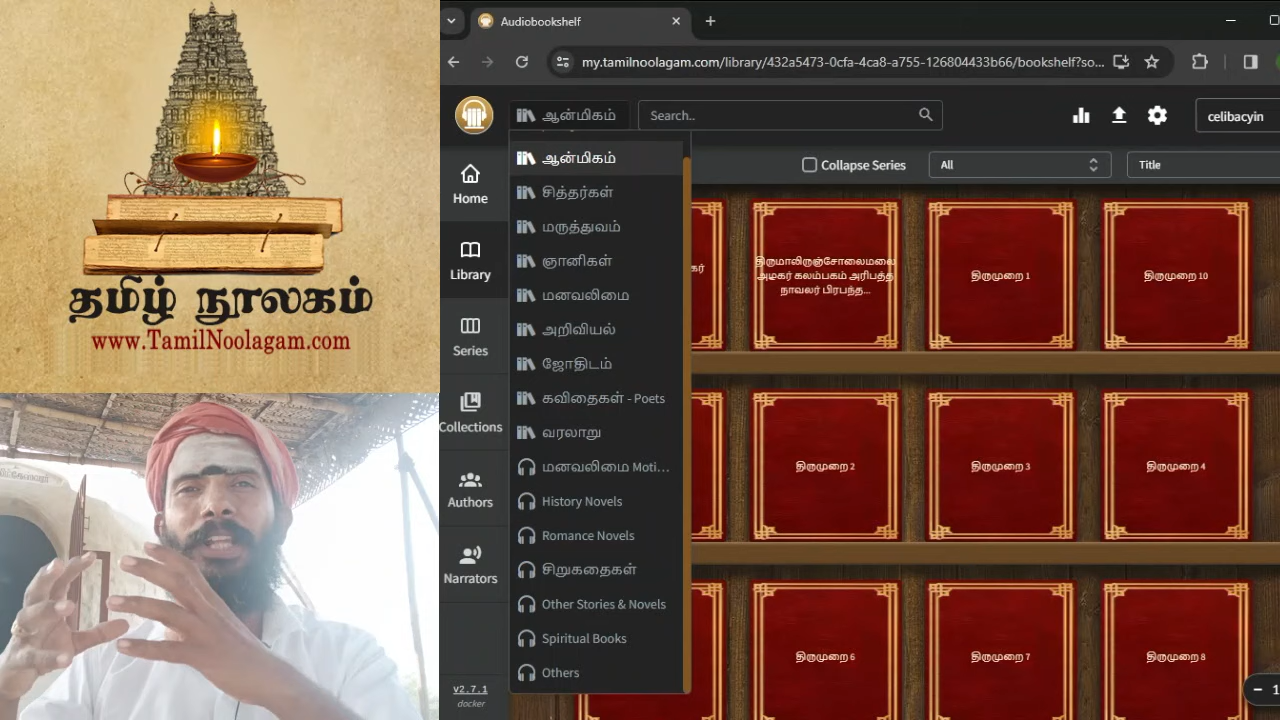 தமிழ் நூலகம்
www.TamilNoolagam.com
Audiobookshelf
my.tamilnoolagam.com/library/432a5473-0cfa-4ca8-a755-126804433b66/bookshelf?so...
ஆன்மிகம்
Search..
celibacyin
Home
Library
Series
Collections
Authors
Narrators
v2.7.1
docker
ஆன்மிகம்
சித்தர்கள்
மருத்துவம்
ஞானிகள்
மனவலிமை
அறிவியல்
ஜோதிடம்
கவிதைகள் - Poets
வரலாறு
மனவலிமை Moti...
History Novels
Romance Novels
சிறுகதைகள்
Other Stories & Novels
Spiritual Books
Others
Collapse Series
All
Title
திருமாலிருஞ்சோலைமலை
அழகர் கலம்பகம் அரிபத்த
நாவலர் பிரபந்த...
திருமுறை 1
திருமுறை 10
திருமுறை 2
திருமுறை 3
திருமுறை 4
திருமுறை 6
திருமுறை 7
திருமுறை 8